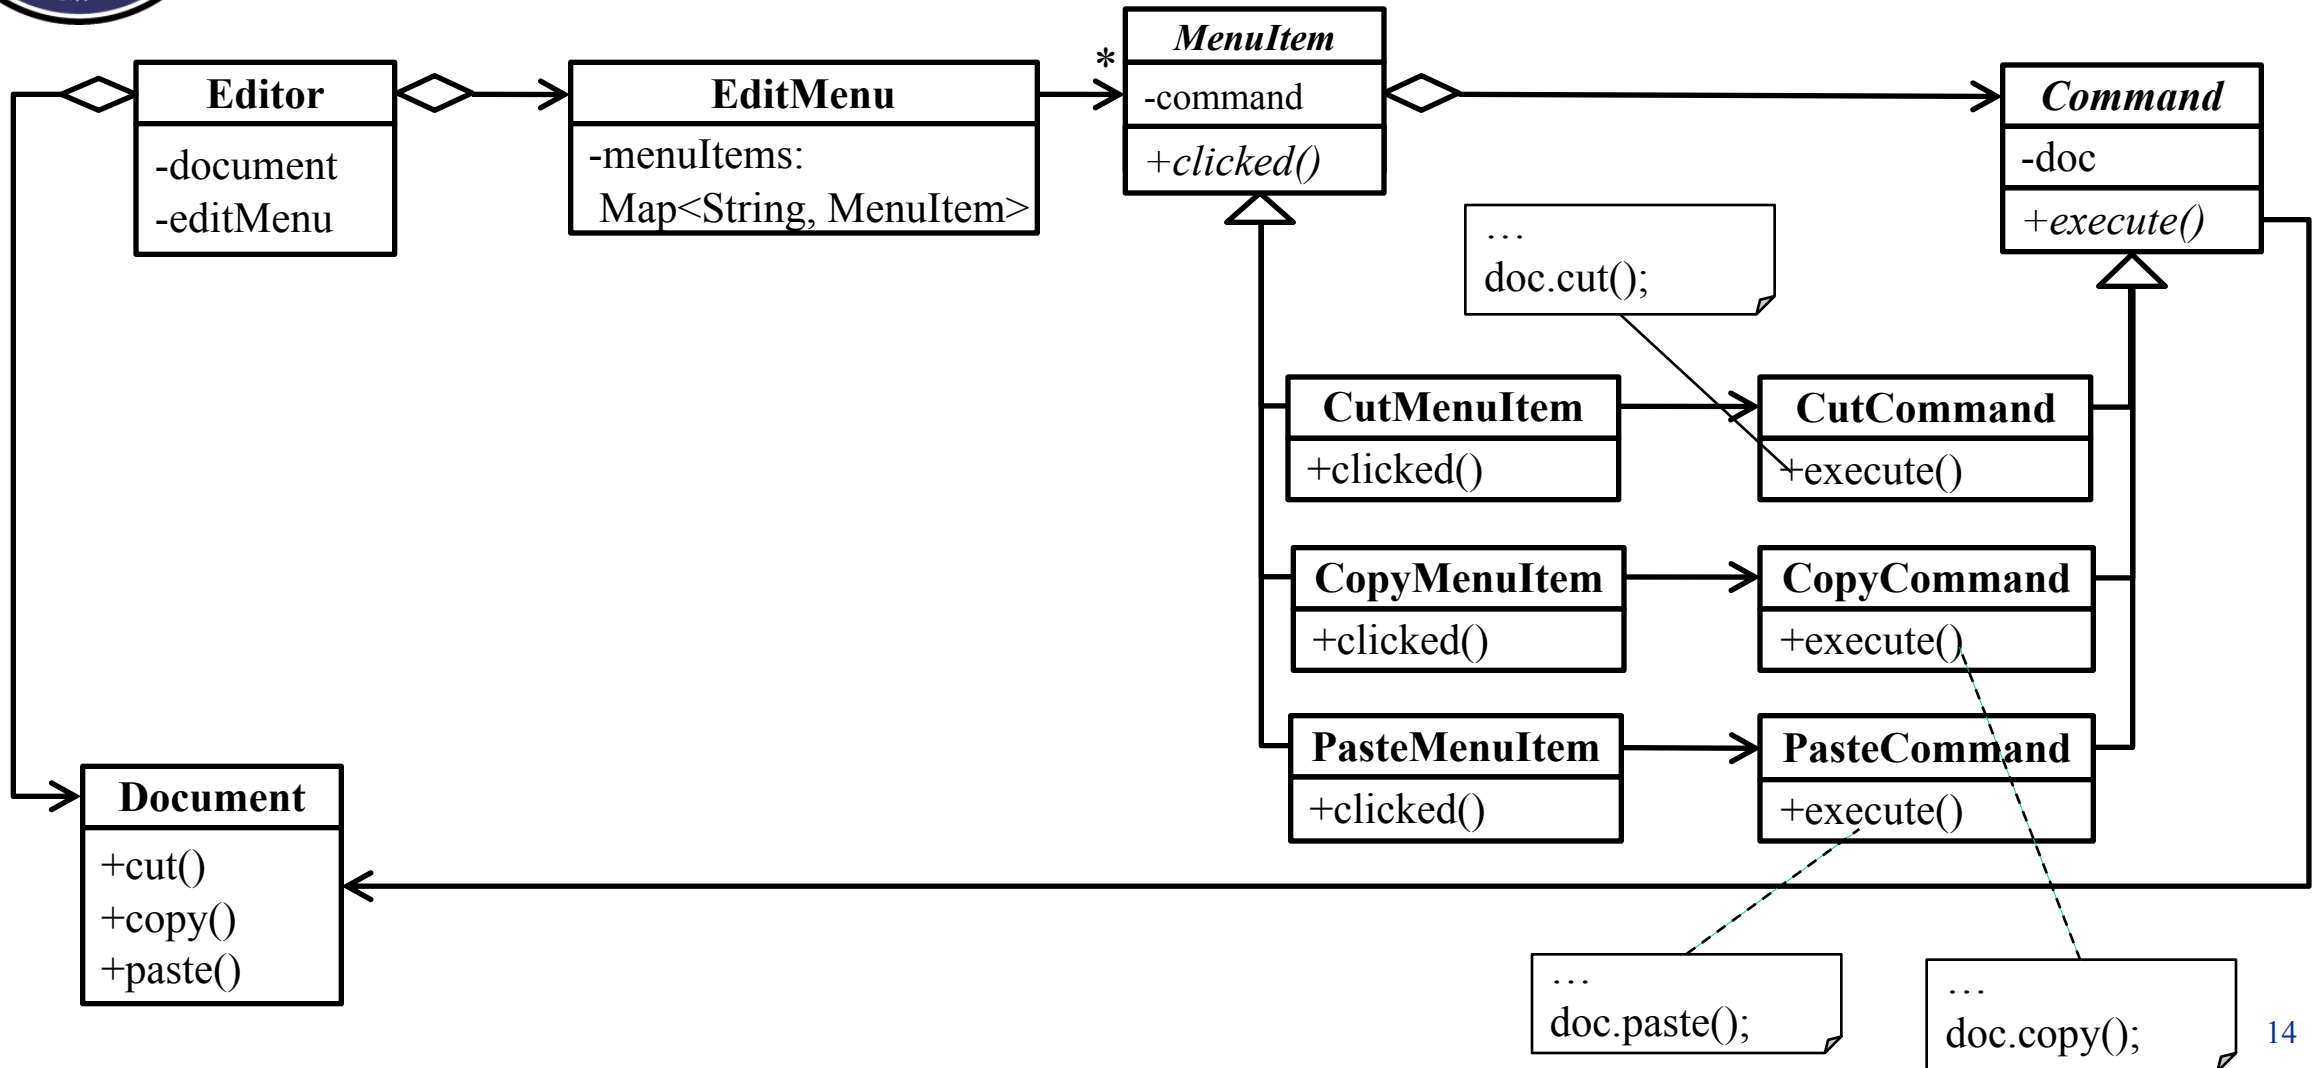 Editor
-document
-editMenu
EditMenu
-menuItems:
Map<String, MenuItem>
*
MenuItem
-command
+clicked()
Command
-doc
+execute()
…
doc.cut();
CutMenuItem
+clicked()
CutCommand
+execute()
CopyMenuItem
+clicked()
CopyCommand
+execute()
PasteMenuItem
+clicked()
PasteCommand
+execute()
Document
+cut()
+copy()
+paste()
…
doc.paste();
…
doc.copy();
14